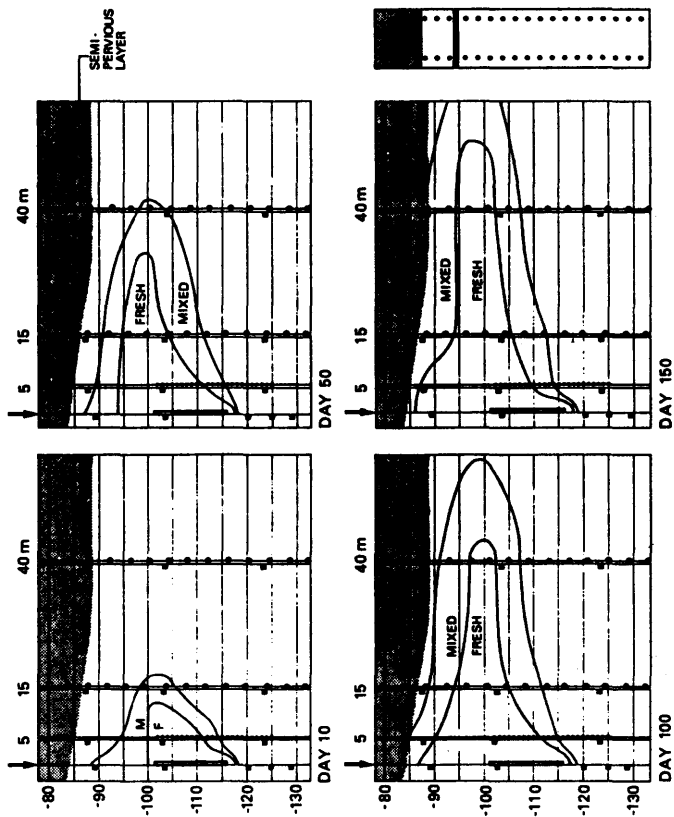 5 15 40 m
-80
-90
-100
-110
-120
-130
M
F
DAY 10
5 15 40 m
SEMI-
PERVIOUS
LAYER
FRESH
MIXED
DAY 50
5 15 40 m
-80
-90
-100
-110
-120
-130
MIXED
FRESH
DAY 100
5 15 40 m
MIXED
FRESH
DAY 150